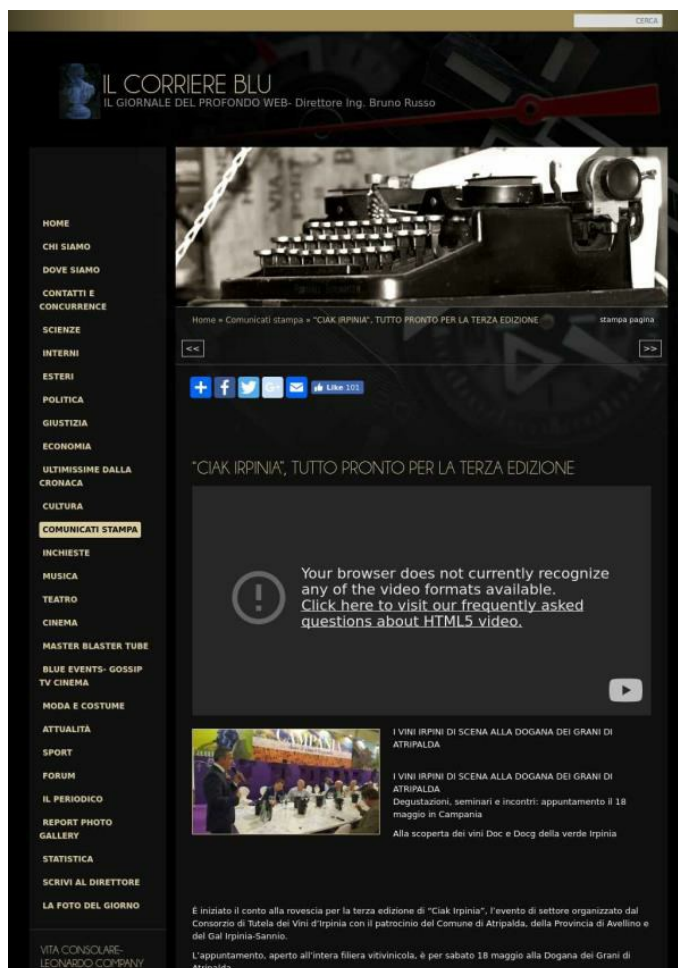 CERCA
IL CORRIERE BLU
IL GIORNALE DEL PROFONDO WEB- Direttore Ing. Bruno Russo
HOME
CHI SIAMO
DOVE SIAMO
CONTATTI E
CONCURRENCE
SCIENZE
INTERNI
ESTERI
POLITICA
GIUSTIZIA
ECONOMIA
ULTIMISSIME DALLA
CRONACA
CULTURA
COMUNICATI STAMPA
INCHIESTE
MUSICA
TEATRO
CINEMA
MASTER BLASTER TUBE
BLUE EVENTS- GOSSIP
TV CINEMA
MODA E COSTUME
ATTUALITÀ
SPORT
FORUM
IL PERIODICO
REPORT PHOTO
GALLERY
STATISTICA
SCRIVI AL DIRETTORE
LA FOTO DEL GIORNO
VITA CONSOLARE-
LEONARDO COMPANY
Home » Comunicati stampa » "CIAK IRPINIA", TUTTO PRONTO PER LA TERZA EDIZIONE
stampa pagina
<<
>>
Like 101
"CIAK IRPINIA", TUTTO PRONTO PER LA TERZA EDIZIONE
Your browser does not currently recognize
any of the video formats available.
Click here to visit our frequently asked
questions about HTML5 video.
I VINI IRPINI DI SCENA ALLA DOGANA DEI GRANI DI
ATRIPALDA
I VINI IRPINI DI SCENA ALLA DOGANA DEI GRANI DI
ATRIPALDA
Degustazioni, seminari e incontri: appuntamento il 18
maggio in Campania
Alla scoperta dei vini Doc e Docg della verde Irpinia
È iniziato il conto alla rovescia per la terza edizione di "Ciak Irpinia", l'evento di settore organizzato dal
Consorzio di Tutela dei Vini d'Irpinia con il patrocinio del Comune di Atripalda, della Provincia di Avellino e
del Gal Irpinia-Sannio.
L'appuntamento, aperto all'intera filiera vitivinicola, è per sabato 18 maggio alla Dogana dei Grani di
Atripalda